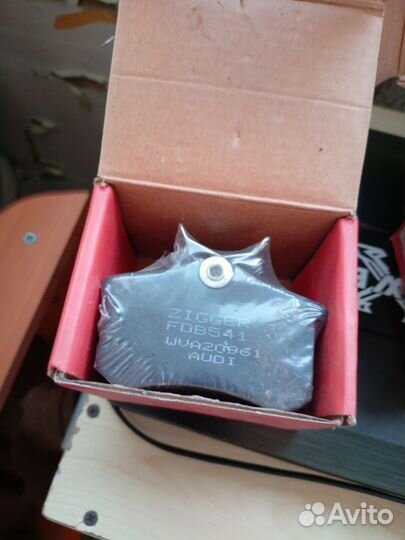 ZIGGER
FDB541
WVA20961
AUDI
Avito